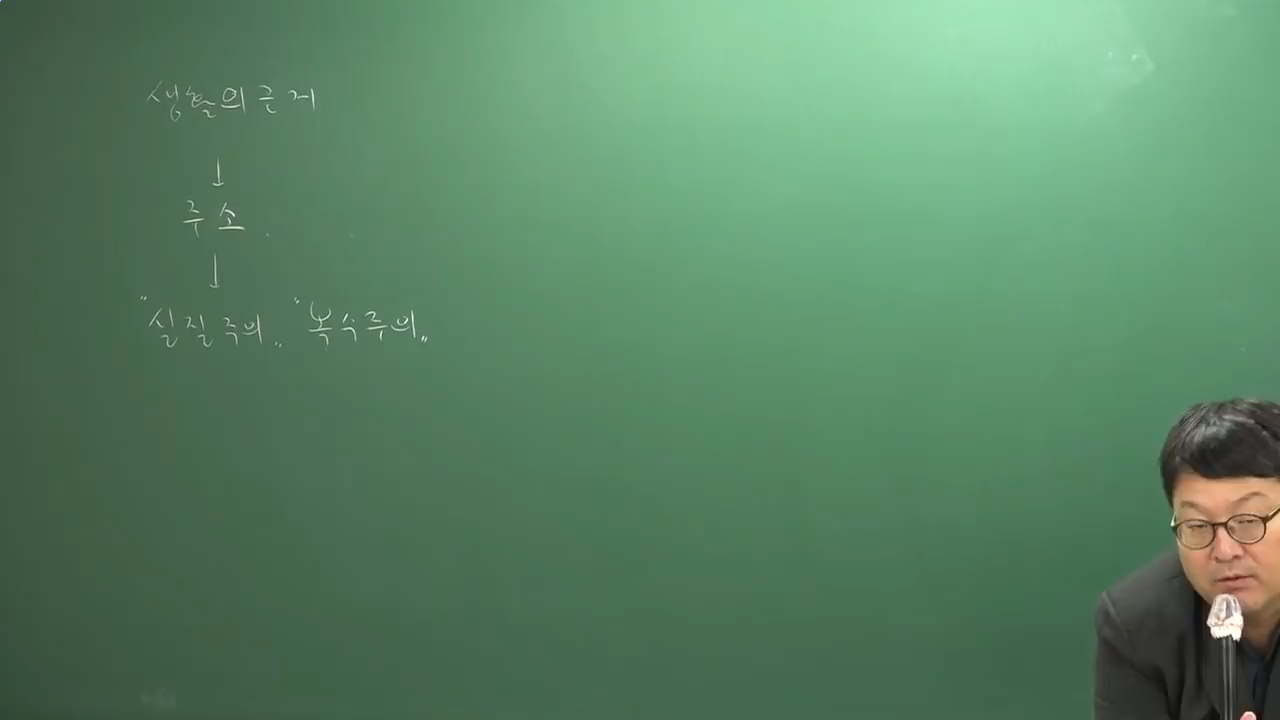 생활의 근거
↓
주소
↓
"실질주의" "복수주의"